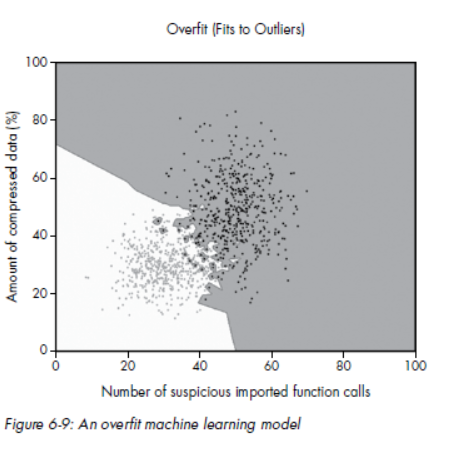 Overfit (Fits to Outliers)
100
80
60
40
20
0
Amount of compressed data (%)
0 20 40 60 80 100
Number of suspicious imported function calls
Figure 6-9: An overfit machine learning model